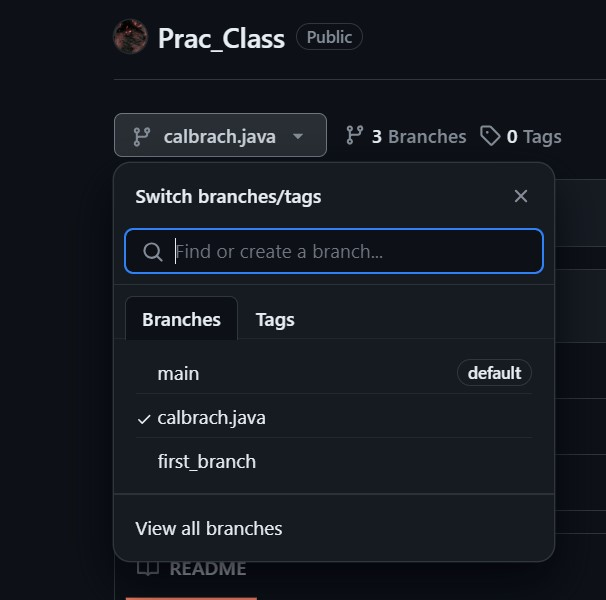 Prac_Class Public
calbrach.java 3 Branches 0 Tags
Switch branches/tags
Find or create a branch...
Branches Tags
main default
calbrach.java
first_branch
View all branches
README